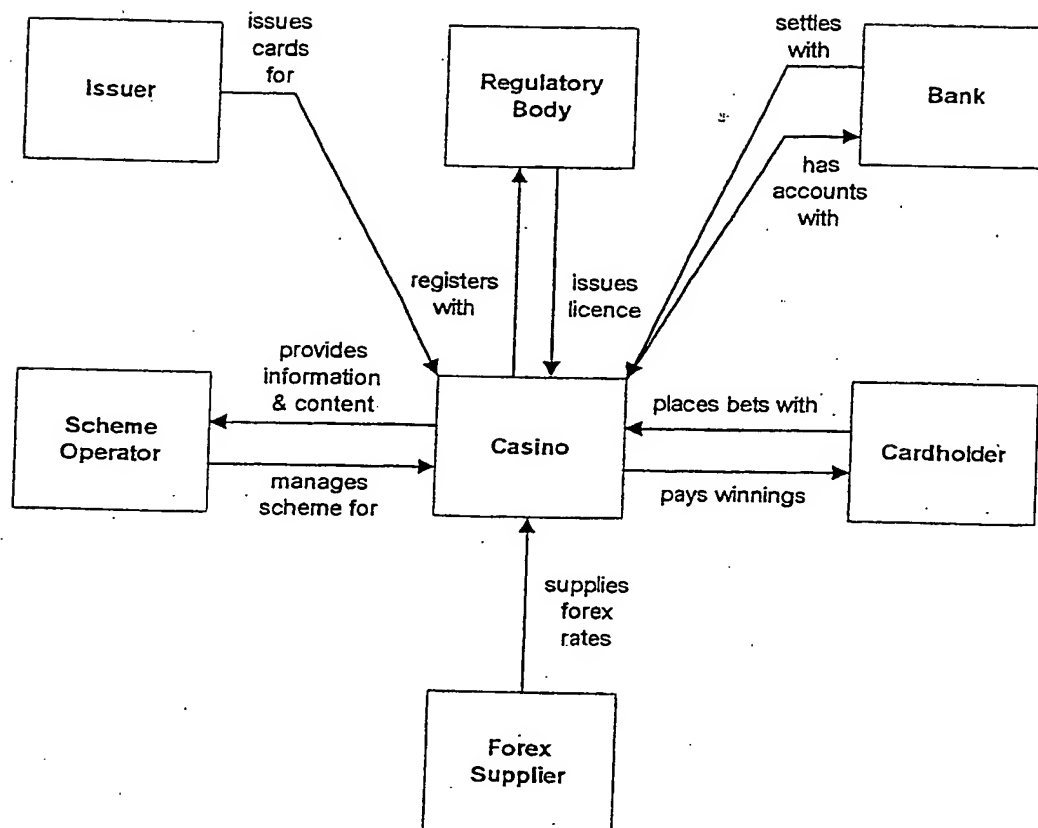 issues
cards
for
Issuer
Regulatory
Body
settles
with
Bank
has
accounts
with
registers
with
issues
licence
provides
information
& content
Scheme
Operator
manages
scheme for
Casino
places bets with
pays winnings
Cardholder
supplies
forex
rates
Forex
Supplier